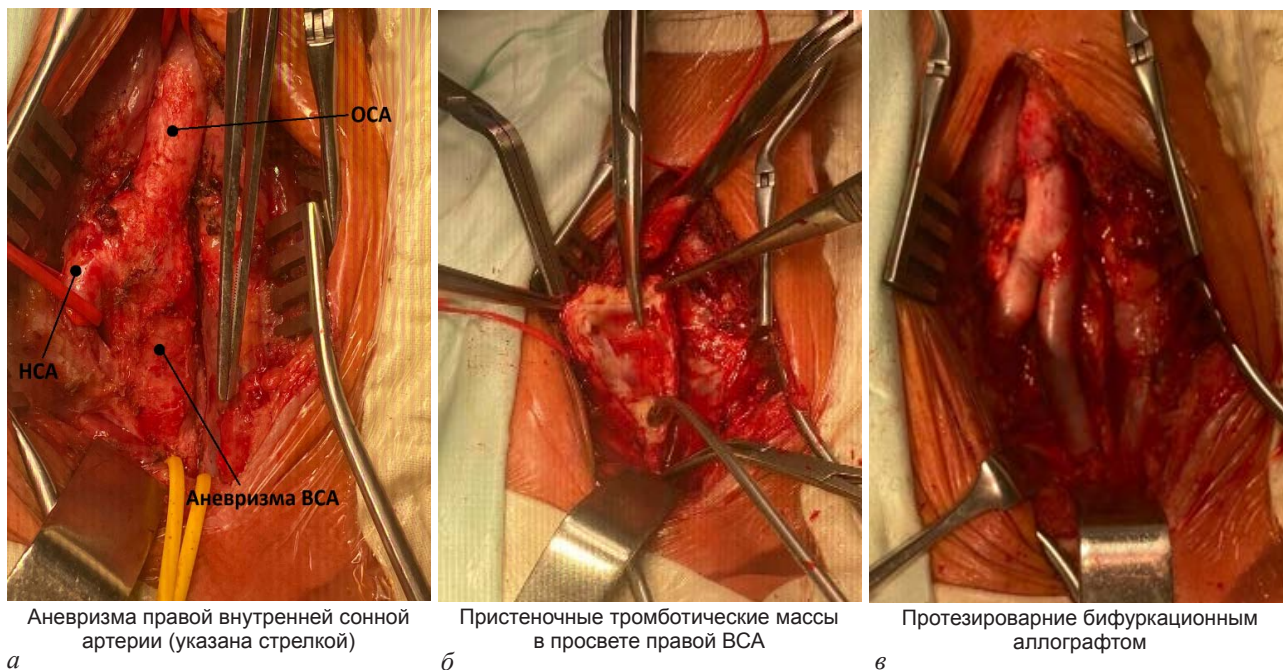 ОСА
НСА
Аневризма ВСА
Аневризма правой внутренней сонной
артерии (указана стрелкой)
а
Пристеночные тромботические массы
в просвете правой ВСА
б
Протезироварние бифуркационным
аллографтом
в